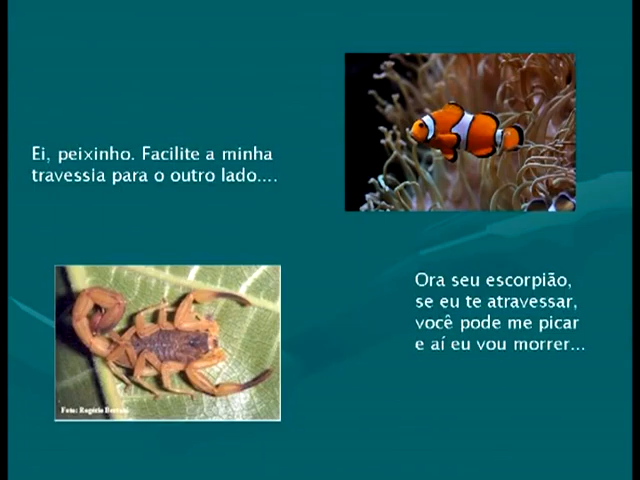 Ei, peixinho. Facilite a minha
travessia para o outro lado....
Ora seu escorpião,
se eu te atravessar,
você pode me picar
e aí eu vou morrer...
Foto: Rogério